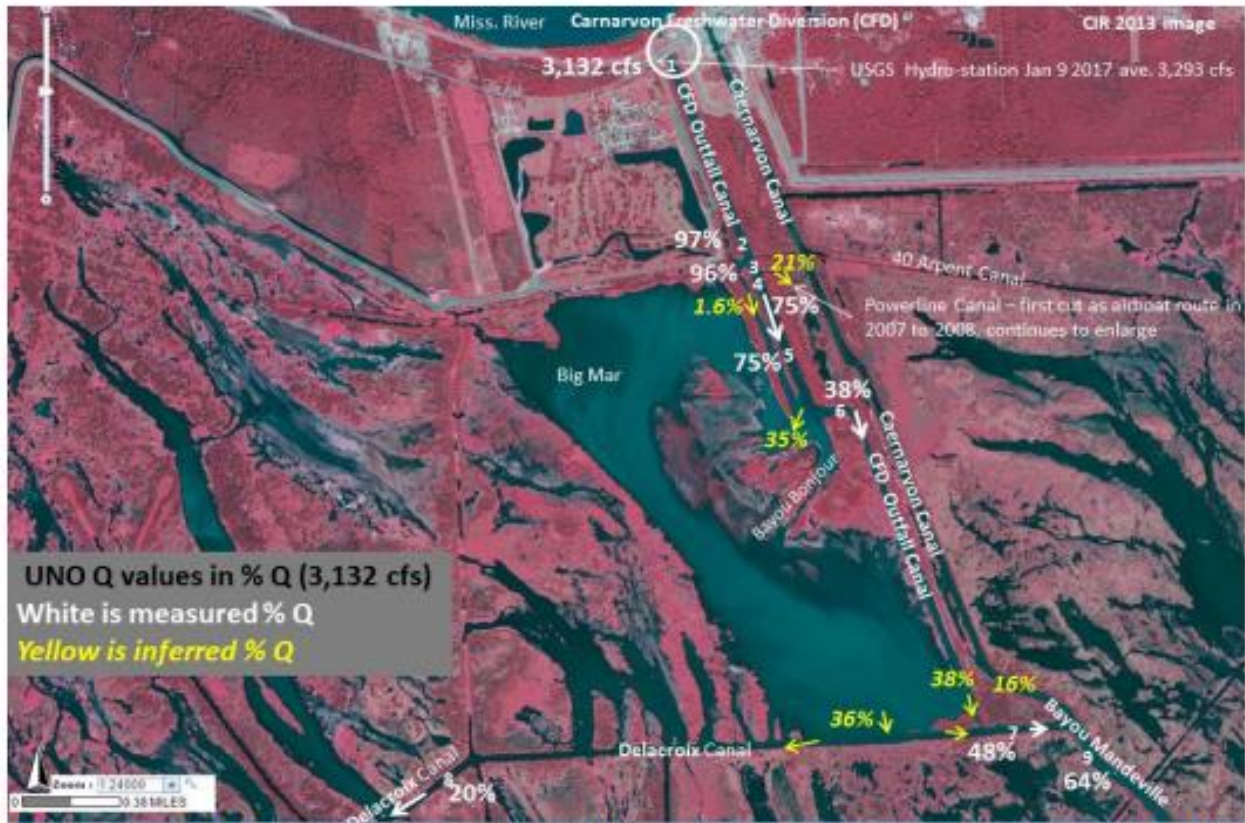 Miss. River
Carnarvon Freshwater Diversion (CFD)
CIR 2013 image
3,132 cfs
1
USGS Hydro-station Jan 9 2017 ave. 3,293 cfs
CFD Outfall Canal
Caernarvon Canal
97%
2
96%
3
21%
4
40 Arpent Canal
1.6%
75%
Powerline Canal – first cut as airboat route in
2007 to 2008, continues to enlarge
75%
5
Big Mar
38%
6
35%
Bayou Bonjour
CFD Outfall Canal
Caernarvon Canal
UNO Q values in % Q (3,132 cfs)
White is measured % Q
Yellow is inferred % Q
38%
16%
36%
Bayou Mandeville
Delacroix Canal
7
48%
9
64%
Delacroix Canal
8
20%
Zoom : 1:24000
0
0.38 MILES